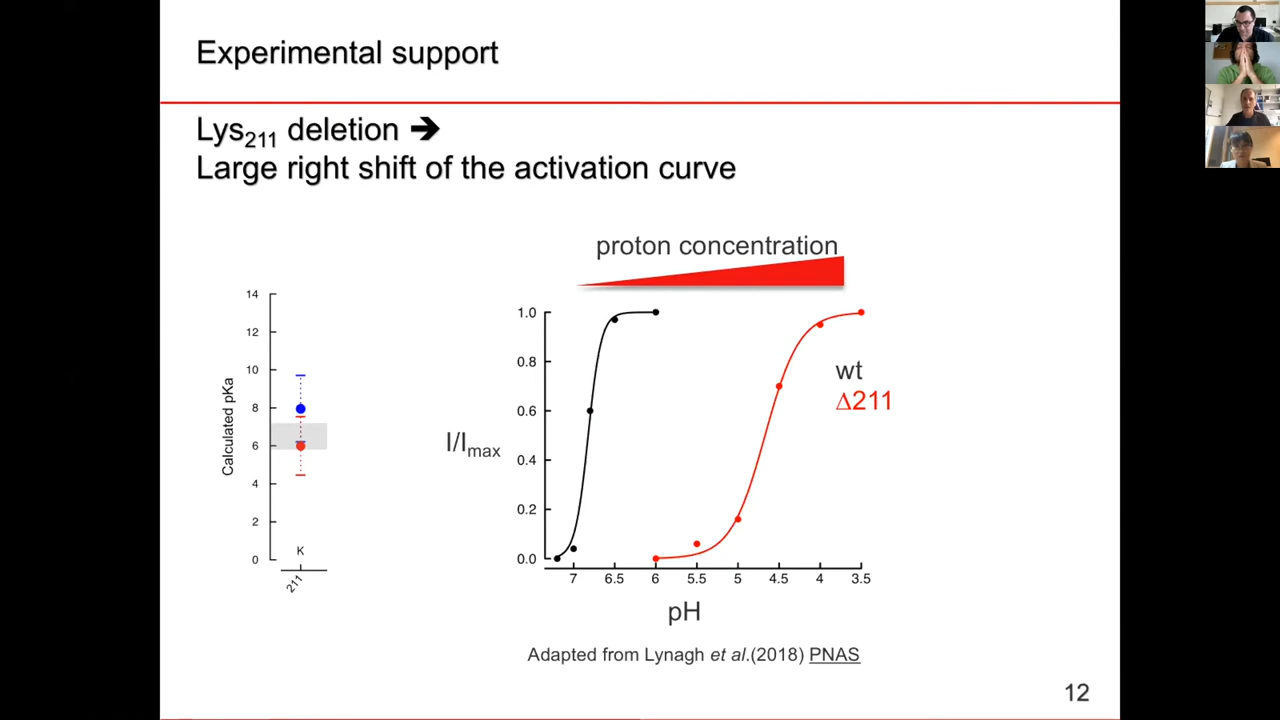 Experimental support
Lys211 deletion ➔
Large right shift of the activation curve
proton concentration
14
12
10
8
6
4
2
0
Calculated pKa
K
211
1.0
0.8
0.6
0.4
0.2
0.0
I/Imax
wt
Δ211
7 6.5 6 5.5 5 4.5 4 3.5
pH
Adapted from Lynagh et al.(2018) PNAS
12